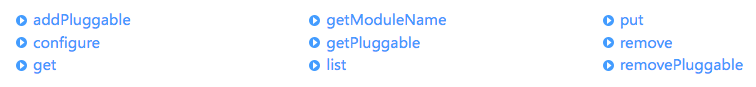 addPluggable
configure
get
getModuleName
getPluggable
list
put
remove
removePluggable